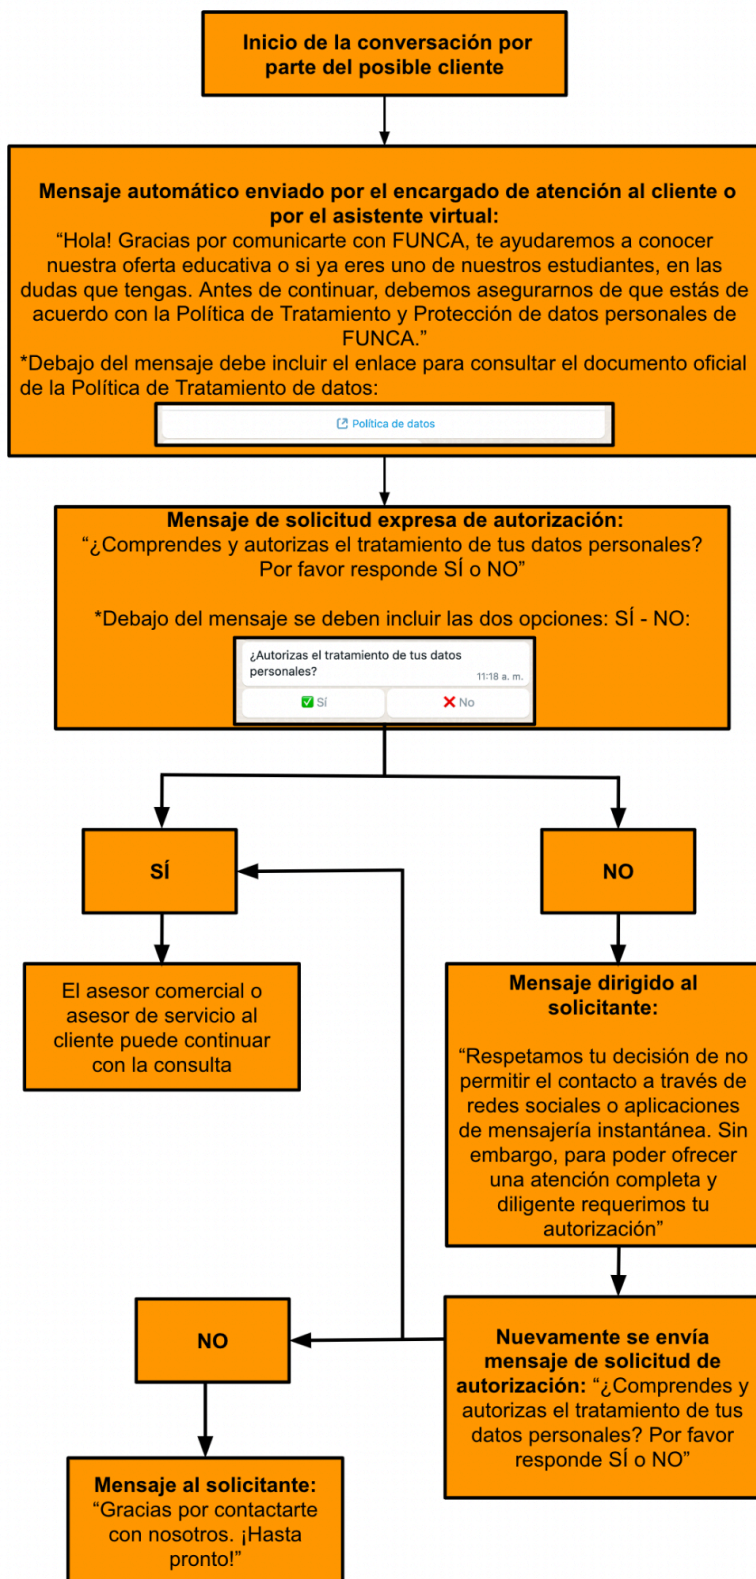 Inicio de la conversación por
parte del posible cliente
Mensaje automático enviado por el encargado de atención al cliente o
por el asistente virtual:
“Hola! Gracias por comunicarte con FUNCA, te ayudaremos a conocer
nuestra oferta educativa o si ya eres uno de nuestros estudiantes, en las
dudas que tengas. Antes de continuar, debemos asegurarnos de que estás de
acuerdo con la Política de Tratamiento y Protección de datos personales de
FUNCA.”
*Debajo del mensaje debe incluir el enlace para consultar el documento oficial
de la Política de Tratamiento de datos:
Política de datos
Mensaje de solicitud expresa de autorización:
“¿Comprendes y autorizas el tratamiento de tus datos personales?
Por favor responde SÍ o NO”
*Debajo del mensaje se deben incluir las dos opciones: SÍ - NO:
¿Autorizas el tratamiento de tus datos
personales?
11:18 a. m.
Sí
No
SÍ
NO
El asesor comercial o
asesor de servicio al
cliente puede continuar
con la consulta
Mensaje dirigido al
solicitante:
“Respetamos tu decisión de no
permitir el contacto a través de
redes sociales o aplicaciones
de mensajería instantánea. Sin
embargo, para poder ofrecer
una atención completa y
diligente requerimos tu
autorización”
Nuevamente se envía
mensaje de solicitud de
autorización: “¿Comprendes y
autorizas el tratamiento de tus
datos personales? Por favor
responde SÍ o NO”
NO
Mensaje al solicitante:
“Gracias por contactarte
con nosotros. ¡Hasta
pronto!”